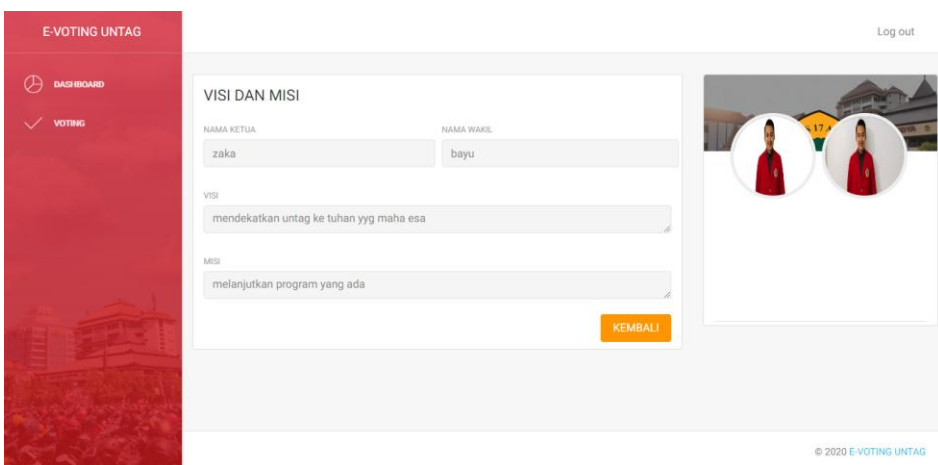 E-VOTING UNTAG
Log out
DASHBOARD
VOTING
VISI DAN MISI
NAMA KETUA
NAMA WAKIL
zaka
bayu
VISI
mendekatkan untag ke tuhan yyg maha esa
MISI
melanjutkan program yang ada
KEMBALI
17
© 2020 E-VOTING UNTAG